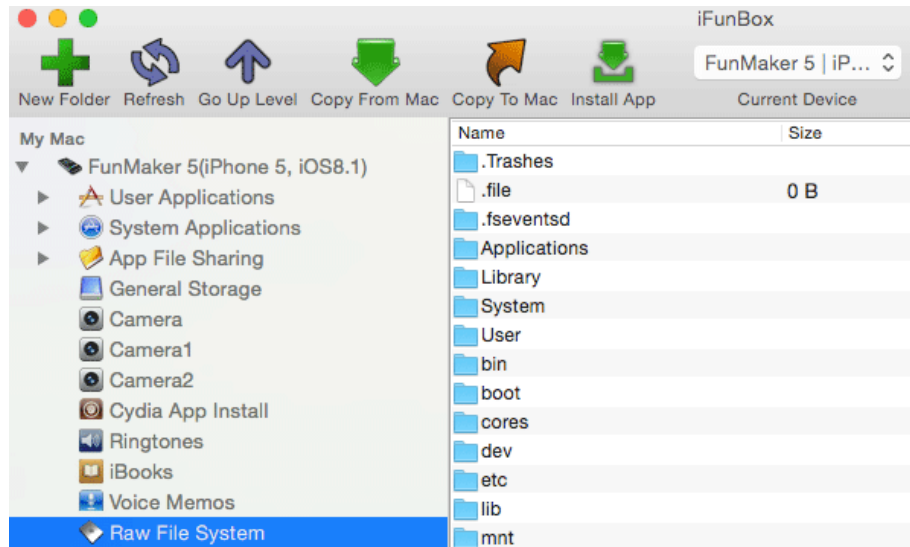 iFunBox
New Folder Refresh Go Up Level Copy From Mac Copy To Mac Install App
FunMaker 5 | iP...
Current Device
My Mac
FunMaker 5(iPhone 5, iOS8.1)
User Applications
System Applications
App File Sharing
General Storage
Camera
Camera1
Camera2
Cydia App Install
Ringtones
iBooks
Voice Memos
Raw File System
Name Size
.Trashes
.file 0 B
.fseventsd
Applications
Library
System
User
bin
boot
cores
dev
etc
lib
mnt